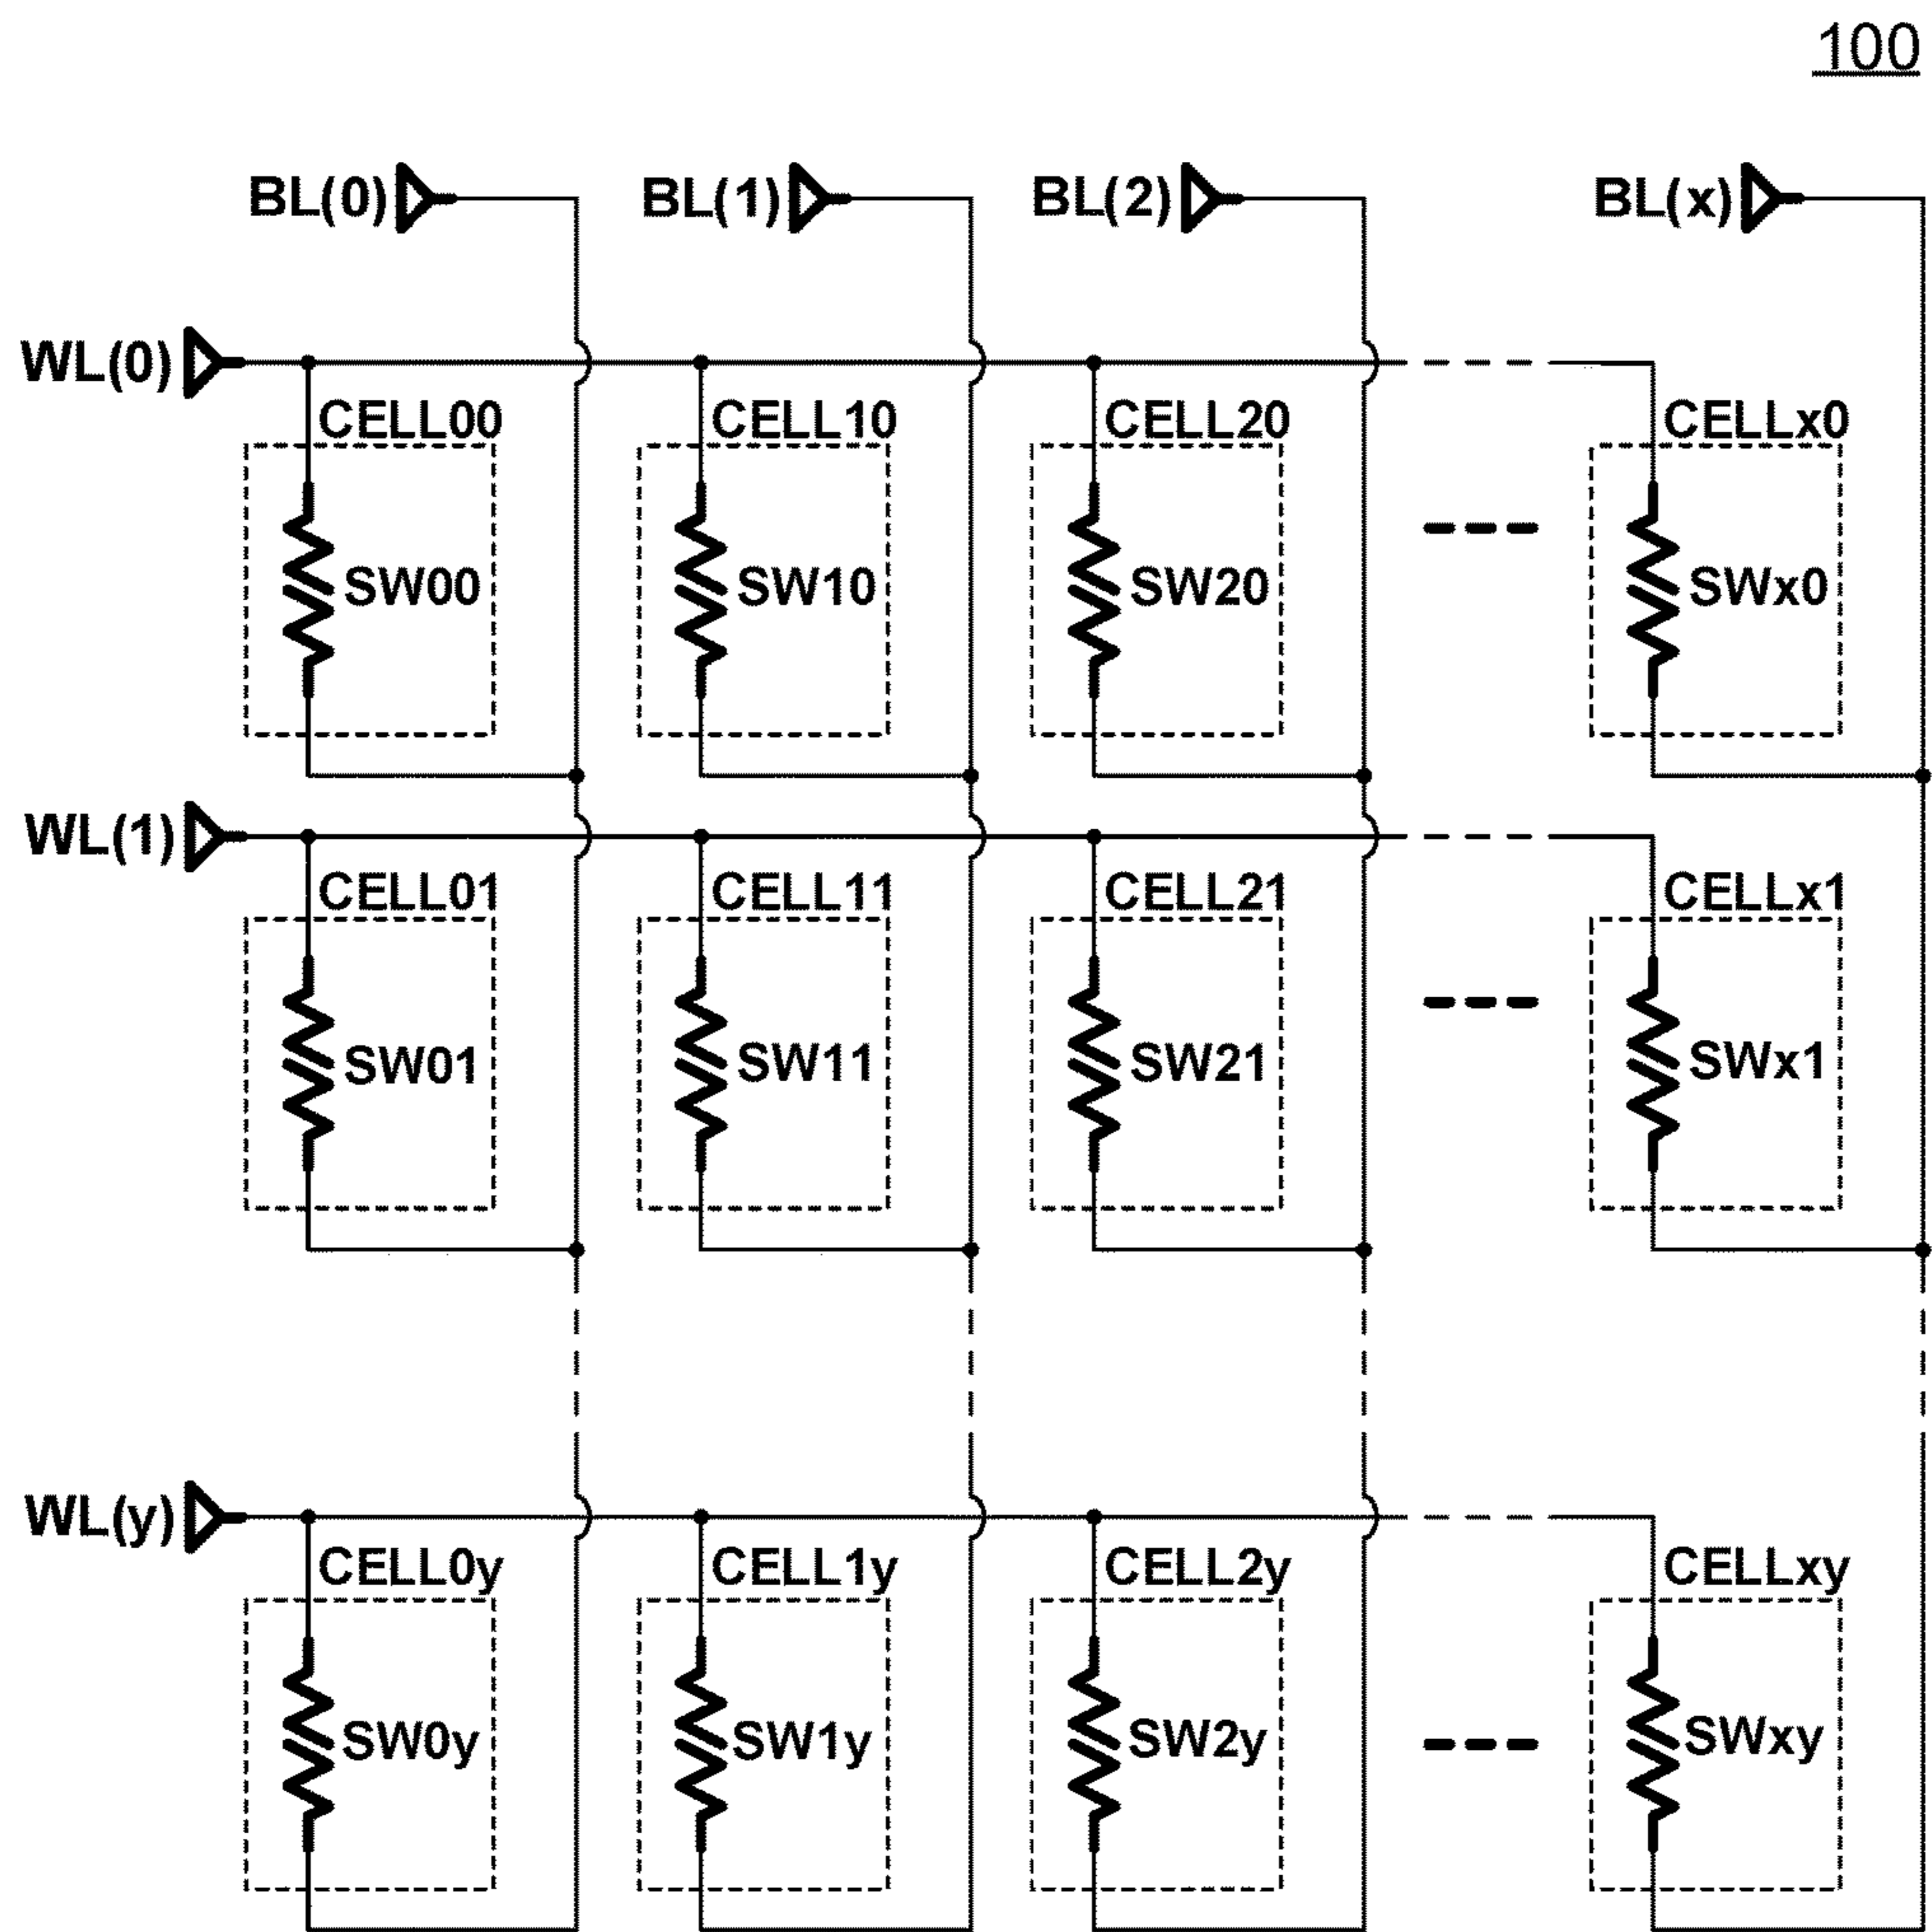 100
BL(0) BL(1) BL(2) BL(x)
WL(0)
CELL00 CELL10 CELL20 CELLx0
SW00 SW10 SW20 SWx0
WL(1)
CELL01 CELL11 CELL21 CELLx1
SW01 SW11 SW21 SWx1
WL(y)
CELL0y CELL1y CELL2y CELLxy
SW0y SW1y SW2y SWxy